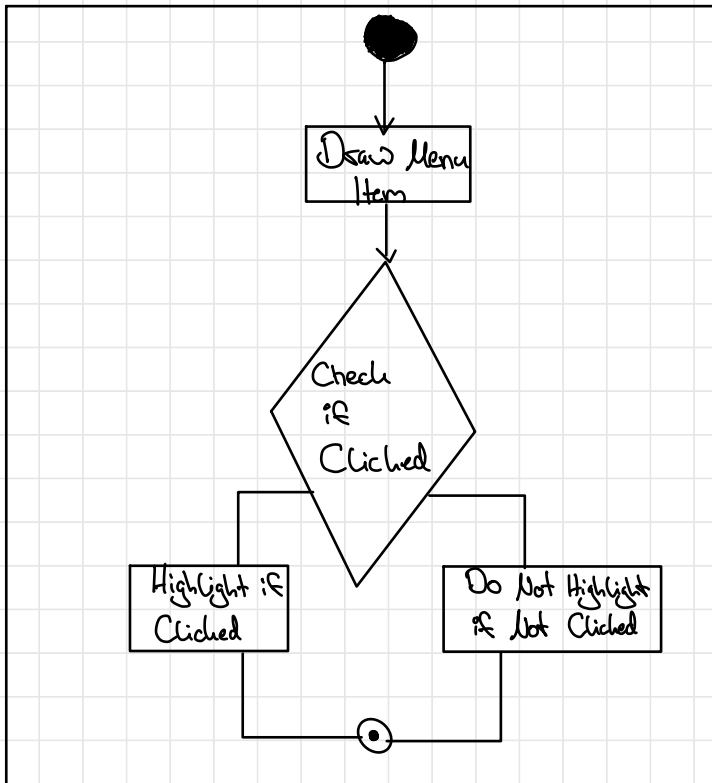 Draw Menu
Item
Check
if
Clicked
Highlight if
Clicked
Do Not Highlight
if Not Clicked